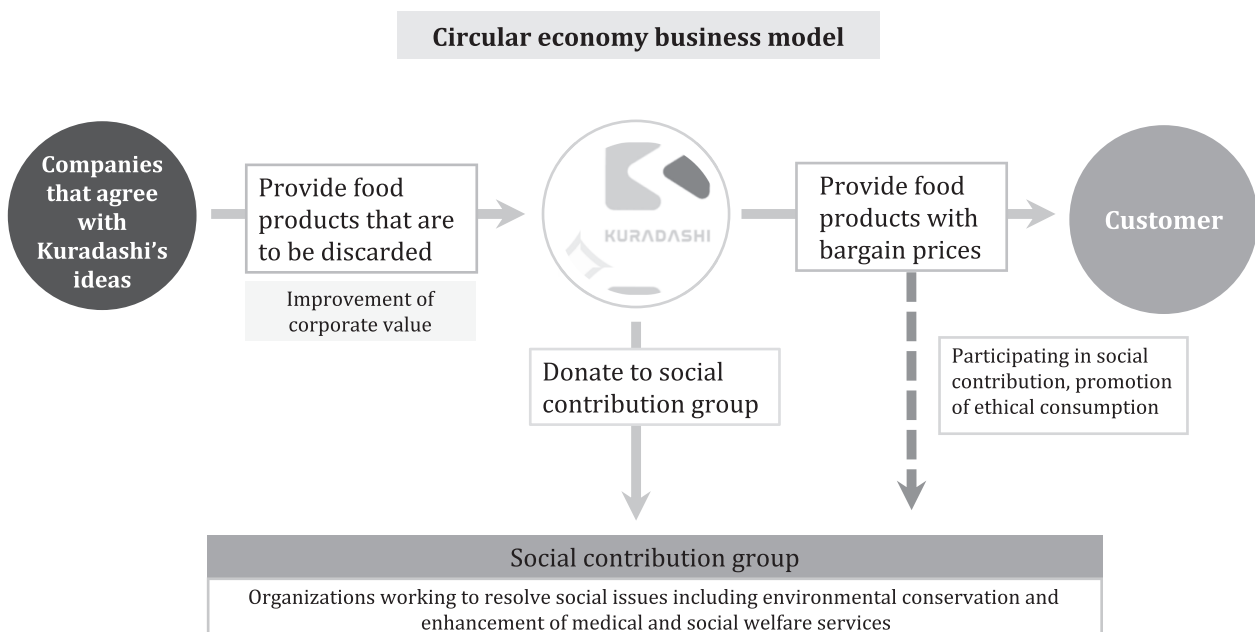 Circular economy business model
Companies
that agree
with
Kuradashi's
ideas
Provide food
products that are
to be discarded
Improvement of
corporate value
KURADASHI
Provide food
products with
bargain prices
Customer
Donate to social
contribution group
Participating in social
contribution, promotion
of ethical consumption
Social contribution group
Organizations working to resolve social issues including environmental conservation and
enhancement of medical and social welfare services